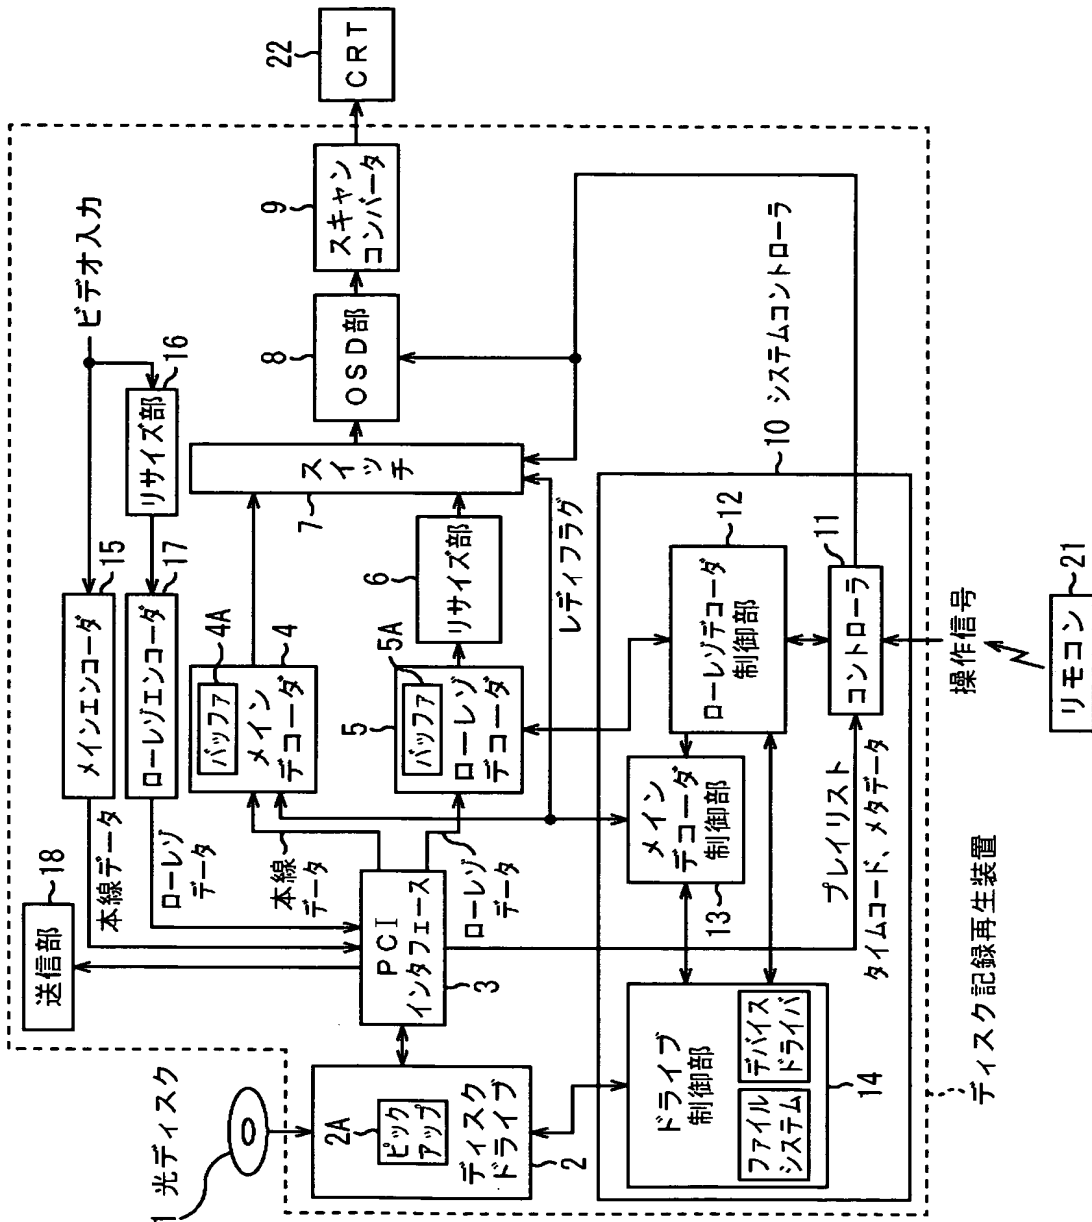 1 光ディスク
2A
ピック
アップ
ディスク
ドライブ
2
18
送信部
本線データ
ローレゾ
データ
PCI
インタフェース
3
本線
データ
ローレゾ
データ
メインエンコーダ
15
ローレゾエンコーダ
17
リサイズ部
16
ビデオ入力
バッファ
4A
メイン
デコーダ
4
5
バッファ
5A
ローレゾ
デコーダ
6
リサイズ部
7
スイッチ
8
OSD部
9
スキャン
コンバータ
22
CRT
レディフラグ
10 システムコントローラ
ドライブ
制御部
ファイル
システム
デバイス
ドライバ
14
メイン
デコーダ
制御部
13
ローレゾデコーダ
制御部
12
コントローラ
11
プレイリスト
タイムコード、メタデータ
操作信号
リモコン
21
ディスク記録再生装置